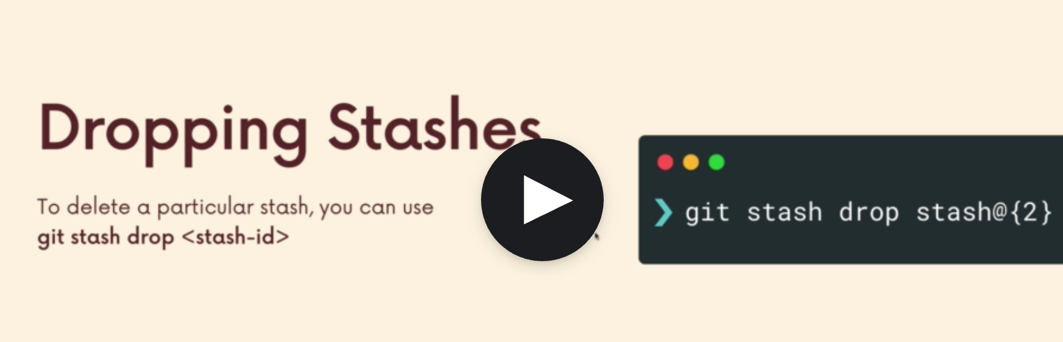 Dropping Stashes
To delete a particular stash, you can use
git stash drop <stash-id>
❯ git stash drop stash@{2}